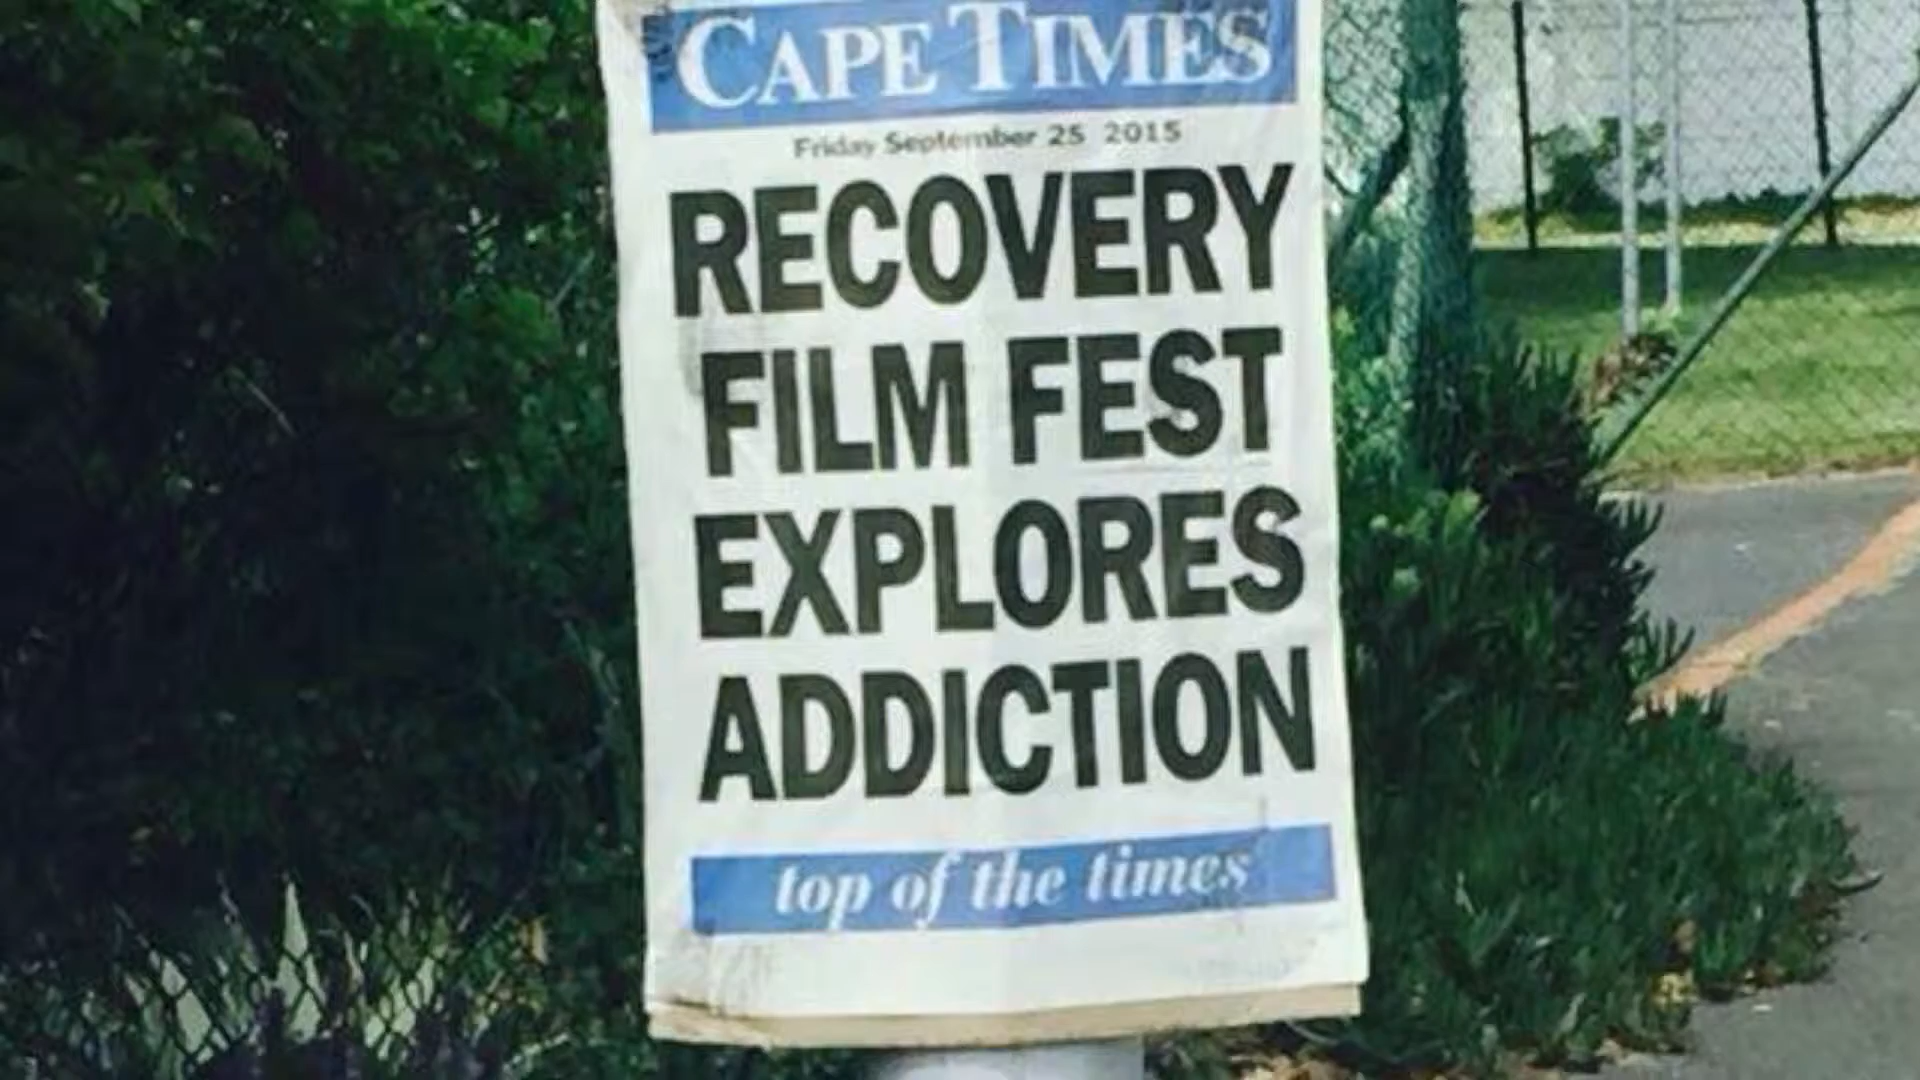 CAPE TIMES
Friday September 25 2015
RECOVERY
FILM FEST
EXPLORES
ADDICTION
top of the times